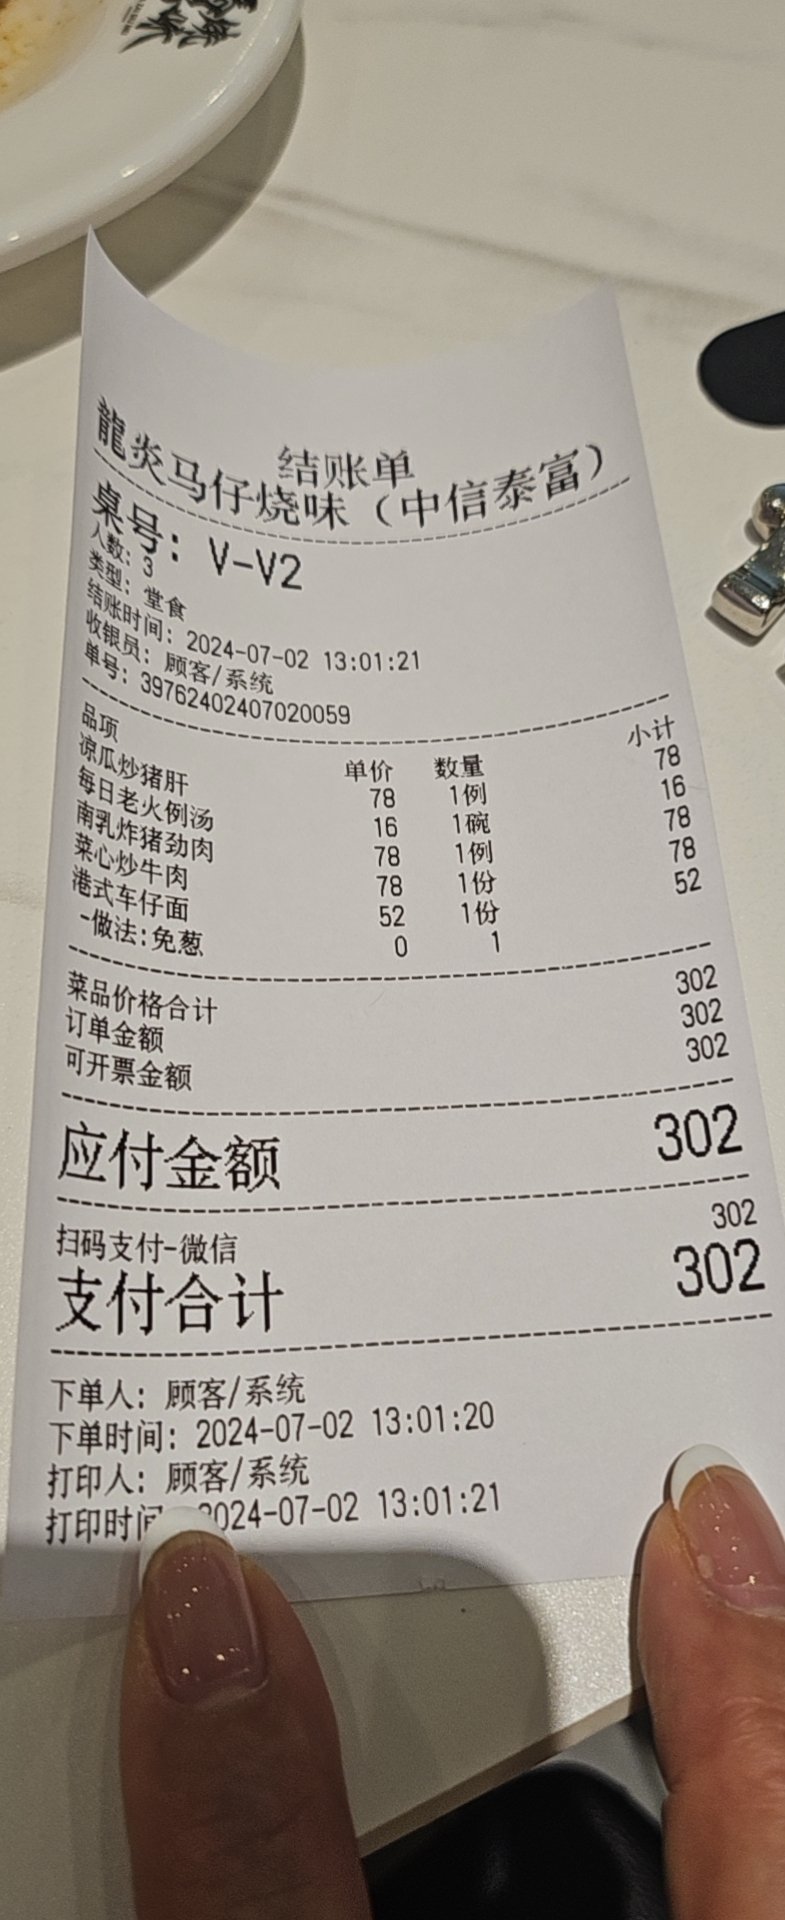 结账单
龍炎马仔烧味（中信泰富）
桌号：V-V2
人数：3
类型：堂食
结账时间：2024-07-02 13:01:21
收银员：顾客/系统
单号：39762402407020059
品项 单价 数量 小计
凉瓜炒猪肝 78 1例 78
每日老火例汤 16 1碗 16
南乳炸猪劲肉 78 1例 78
菜心炒牛肉 78 1份 78
港式车仔面 52 1份 52
-做法:免葱 0 1
菜品价格合计 302
订单金额 302
可开票金额 302
应付金额 302
扫码支付-微信 302
支付合计 302
下单人：顾客/系统
下单时间：2024-07-02 13:01:20
打印人：顾客/系统
打印时间 2024-07-02 13:01:21